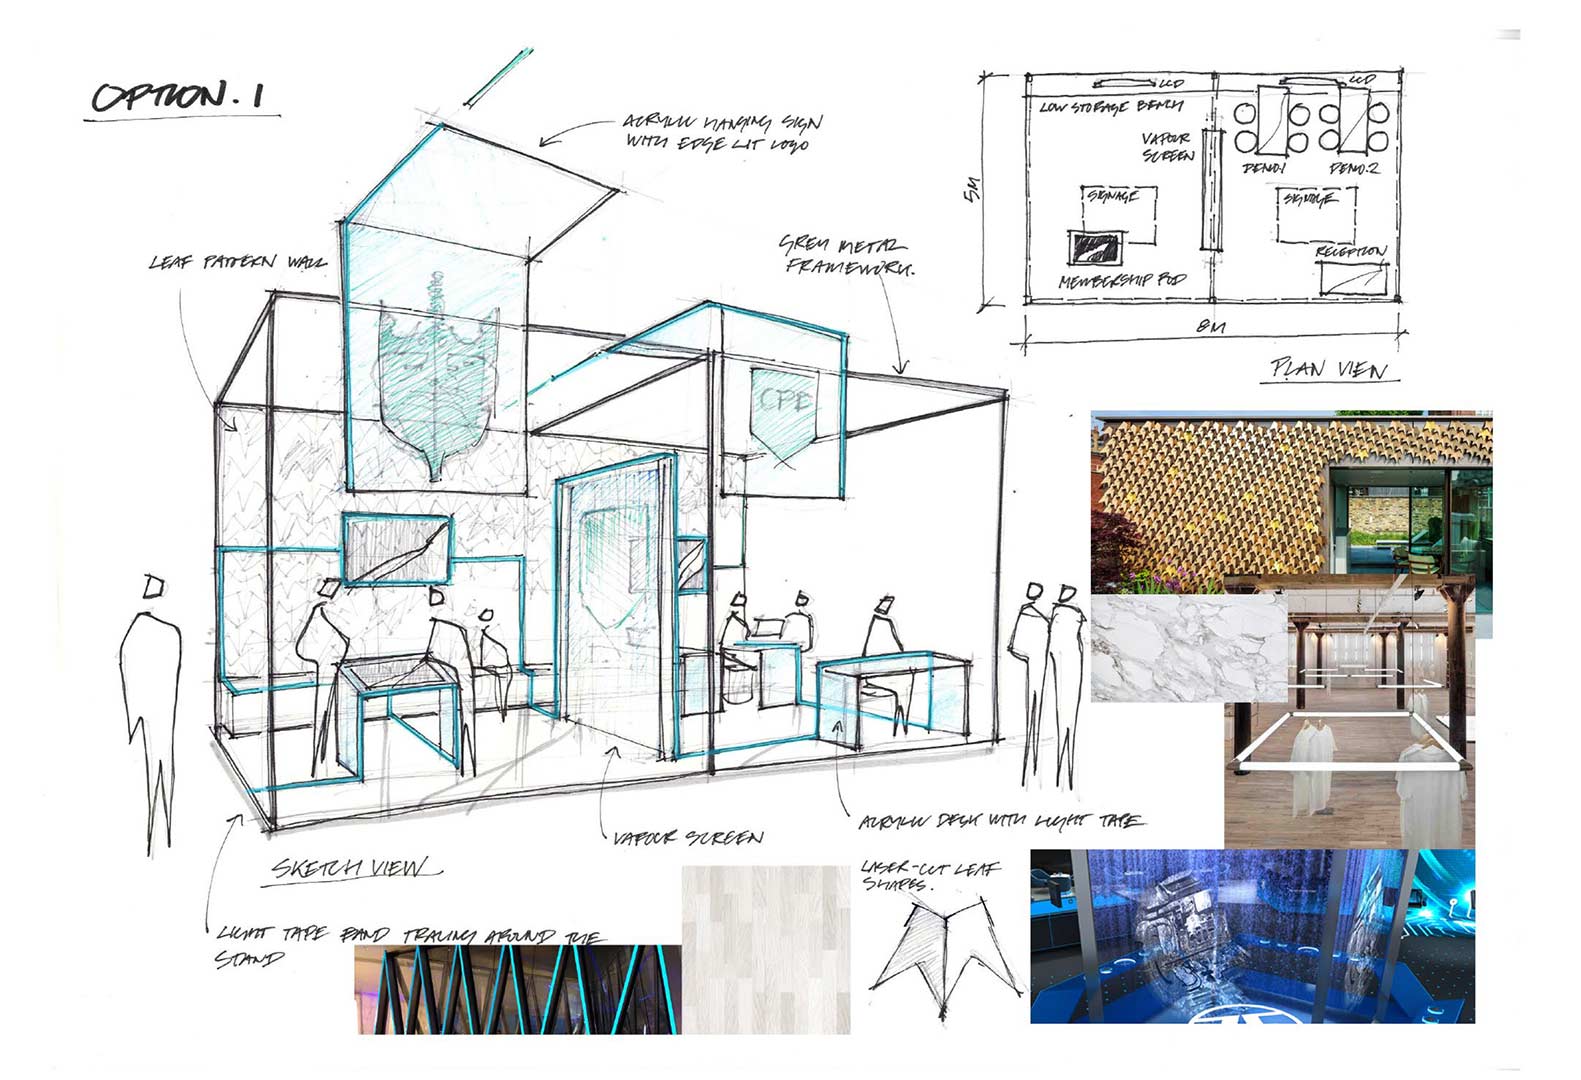 OPTION. 1
ACRYLIC HANGING SIGN
WITH EDGE LIT LOGO
LEAF PATTERN WALL
GREY METAL
FRAMEWORK.
CPD
LCD
LCD
LOW STORAGE BENCH
VAPOUR
SCREEN
DEMO.1
DEMO.2
SIGNAGE
SIGNAGE
RECEPTION
MEMBERSHIP POD
5M
8M
PLAN VIEW
VAPOUR SCREEN
ACRYLIC DESK WITH LIGHT TAPE
SKETCH VIEW
LASER-CUT LEAF
SHAPES.
LIGHT TAPE BAND TRAILING AROUND THE
STAND